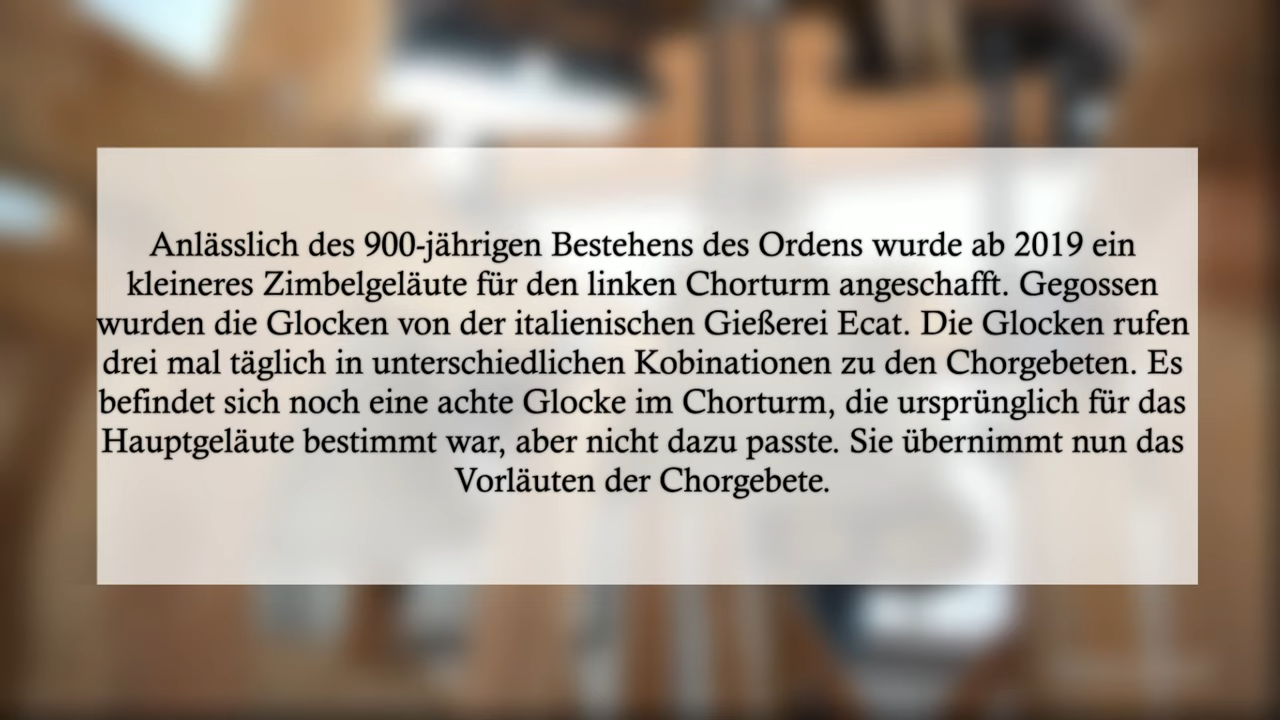 Anlässlich des 900-jährigen Bestehens des Ordens wurde ab 2019 ein
kleineres Zimbelgeläute für den linken Chorturm angeschafft. Gegossen
wurden die Glocken von der italienischen Gießerei Ecat. Die Glocken rufen
drei mal täglich in unterschiedlichen Kobinationen zu den Chorgebeten. Es
befindet sich noch eine achte Glocke im Chorturm, die ursprünglich für das
Hauptgeläute bestimmt war, aber nicht dazu passte. Sie übernimmt nun das
Vorläuten der Chorgebete.